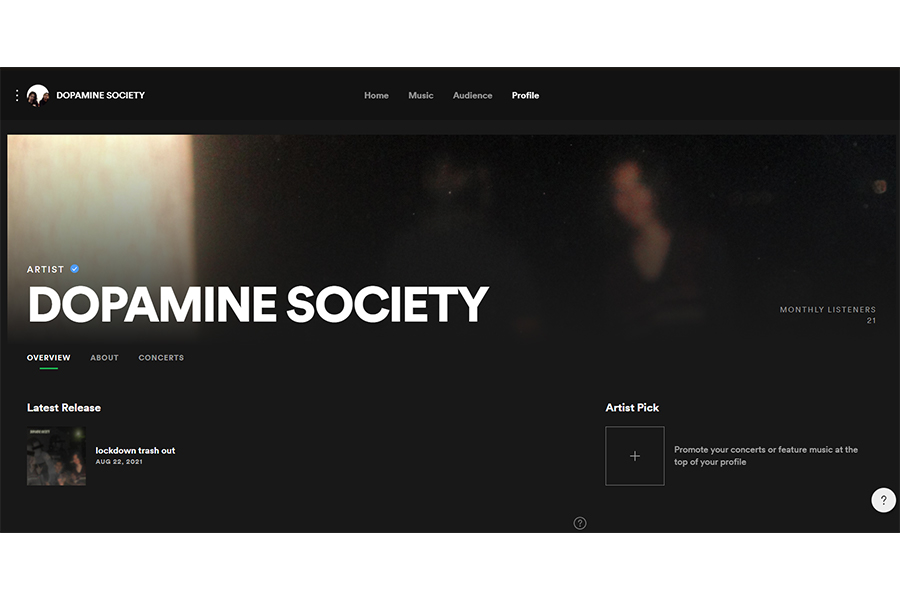 DOPAMINE SOCIETY
Home Music Audience Profile
ARTIST
DOPAMINE SOCIETY
MONTHLY LISTENERS
21
OVERVIEW ABOUT CONCERTS
Latest Release
lockdown trash out
AUG 22, 2021
Artist Pick
+
Promote your concerts or feature music at the
top of your profile
?
?